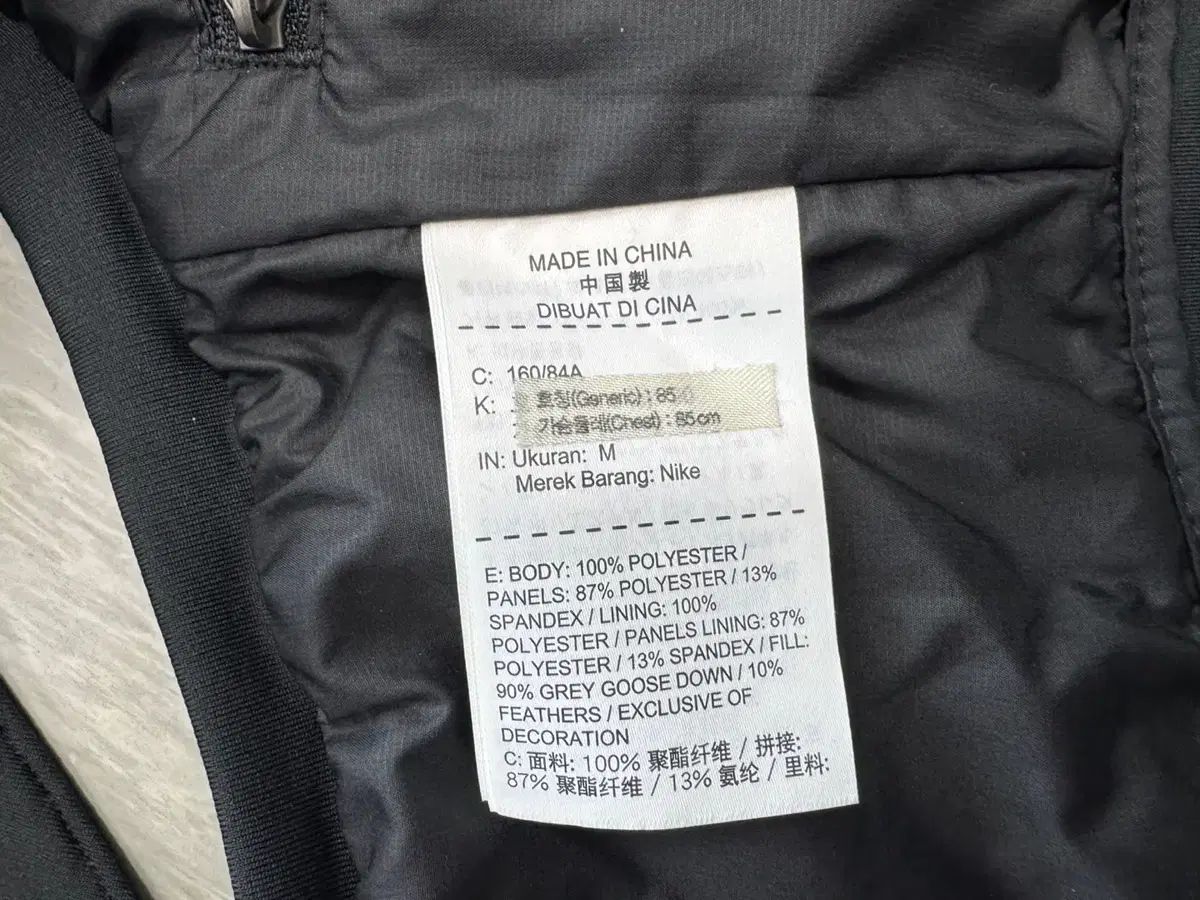 MADE IN CHINA
中国製
DIBUAT DI CINA
C: 160/84A
K:
호칭(Generic) : 85
가슴둘레(Chest) : 85cm
IN: Ukuran: M
Merek Barang: Nike
E: BODY: 100% POLYESTER /
PANELS: 87% POLYESTER / 13%
SPANDEX / LINING: 100%
POLYESTER / PANELS LINING: 87%
POLYESTER / 13% SPANDEX / FILL:
90% GREY GOOSE DOWN / 10%
FEATHERS / EXCLUSIVE OF
DECORATION
C: 面料: 100% 聚酯纤维 / 拼接:
87% 聚酯纤维 / 13% 氨纶 / 里料: